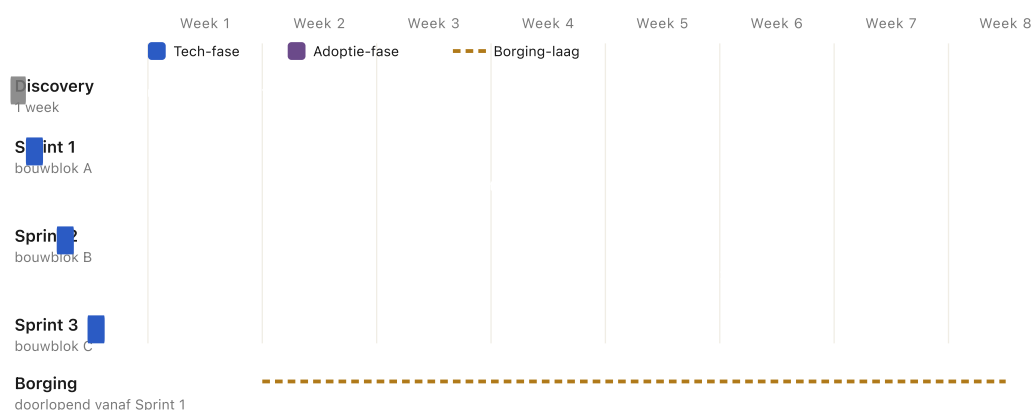 Week 1 Week 2 Week 3 Week 4 Week 5 Week 6 Week 7 Week 8
Tech-fase Adoptie-fase Borging-laag
Discovery
1 week
Sprint 1
bouwblok A
Sprint 2
bouwblok B
Sprint 3
bouwblok C
Borging
doorlopend vanaf Sprint 1